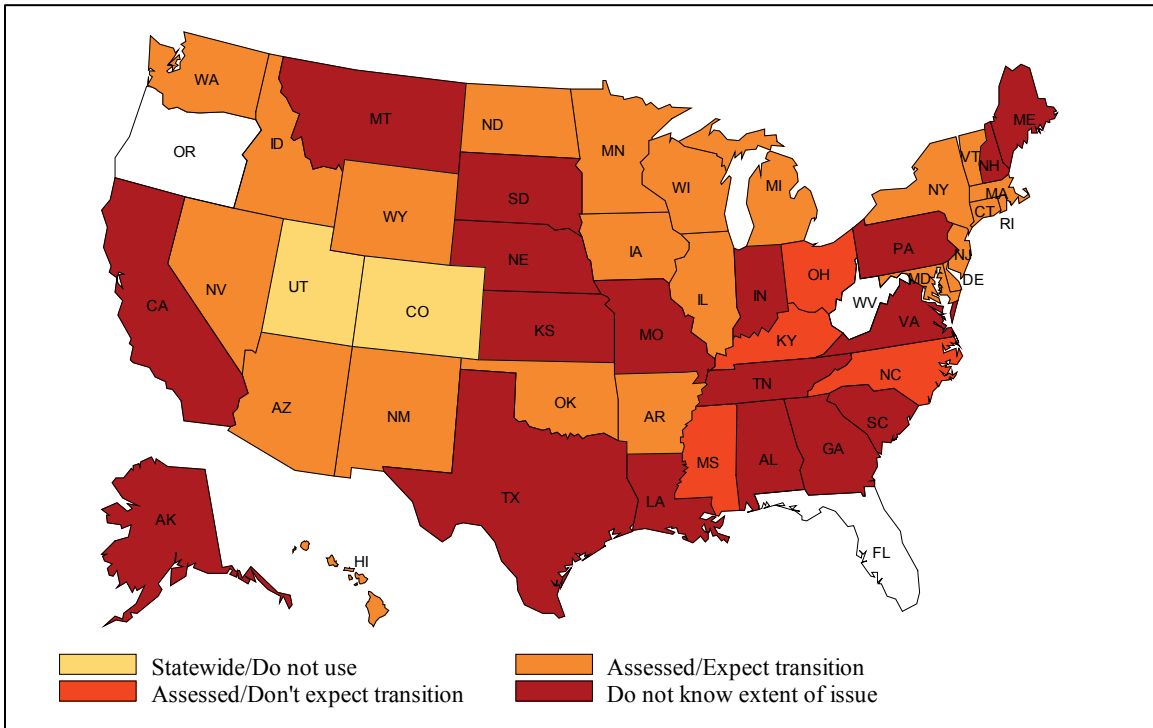 WA
MT
ND
MN
ME
OR
ID
SD
WI
MI
VT
NH
NY
MA
CT
RI
WY
IA
NE
PA
NJ
NV
UT
CO
IL
IN
OH
MD
DE
WV
VA
CA
KS
MO
KY
AZ
NM
OK
AR
TN
NC
SC
MS
AL
GA
TX
LA
AK
HI
FL
Statewide/Do not use
Assessed/Expect transition
Assessed/Don't expect transition
Do not know extent of issue